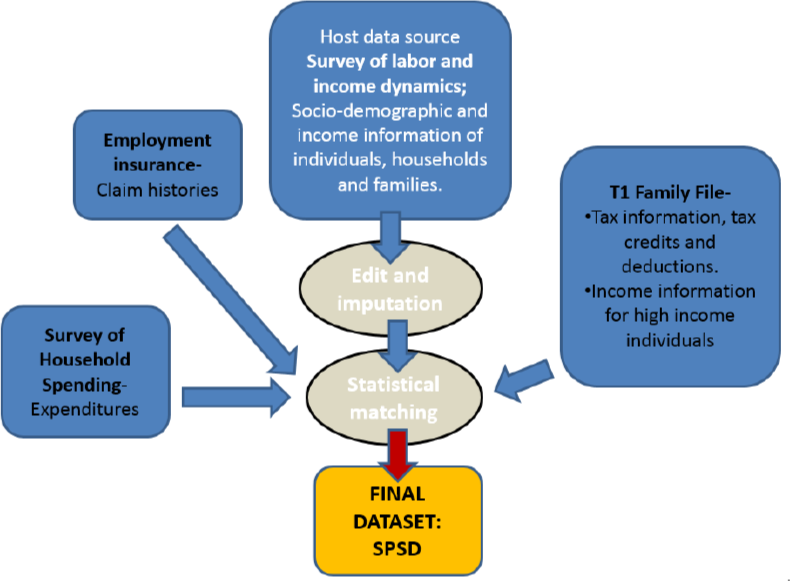 Host data source
Survey of labor and
income dynamics;
Socio-demographic and
income information of
individuals, households
and families.
Employment
insurance-
Claim histories
T1 Family File-
•Tax information, tax
credits and
deductions.
•Income information
for high income
individuals
Edit and
imputation
Survey of
Household
Spending-
Expenditures
Statistical
matching
FINAL
DATASET:
SPSD